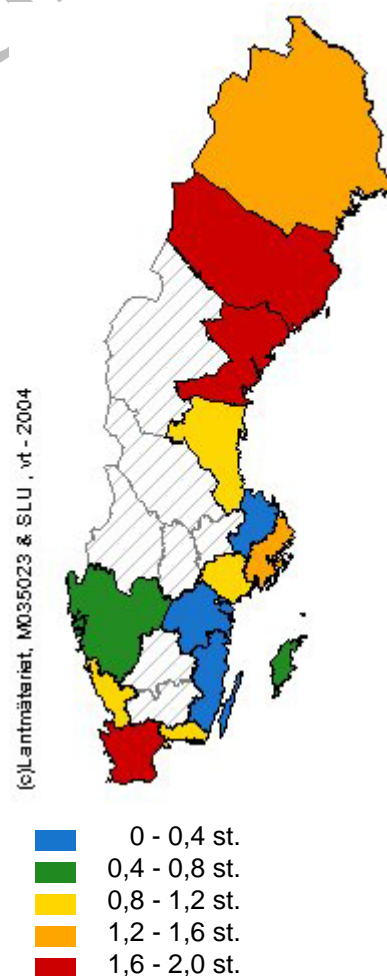 (c)Lantmäteriet, M035023 & SLU , vt - 2004
0 - 0,4 st.
0,4 - 0,8 st.
0,8 - 1,2 st.
1,2 - 1,6 st.
1,6 - 2,0 st.